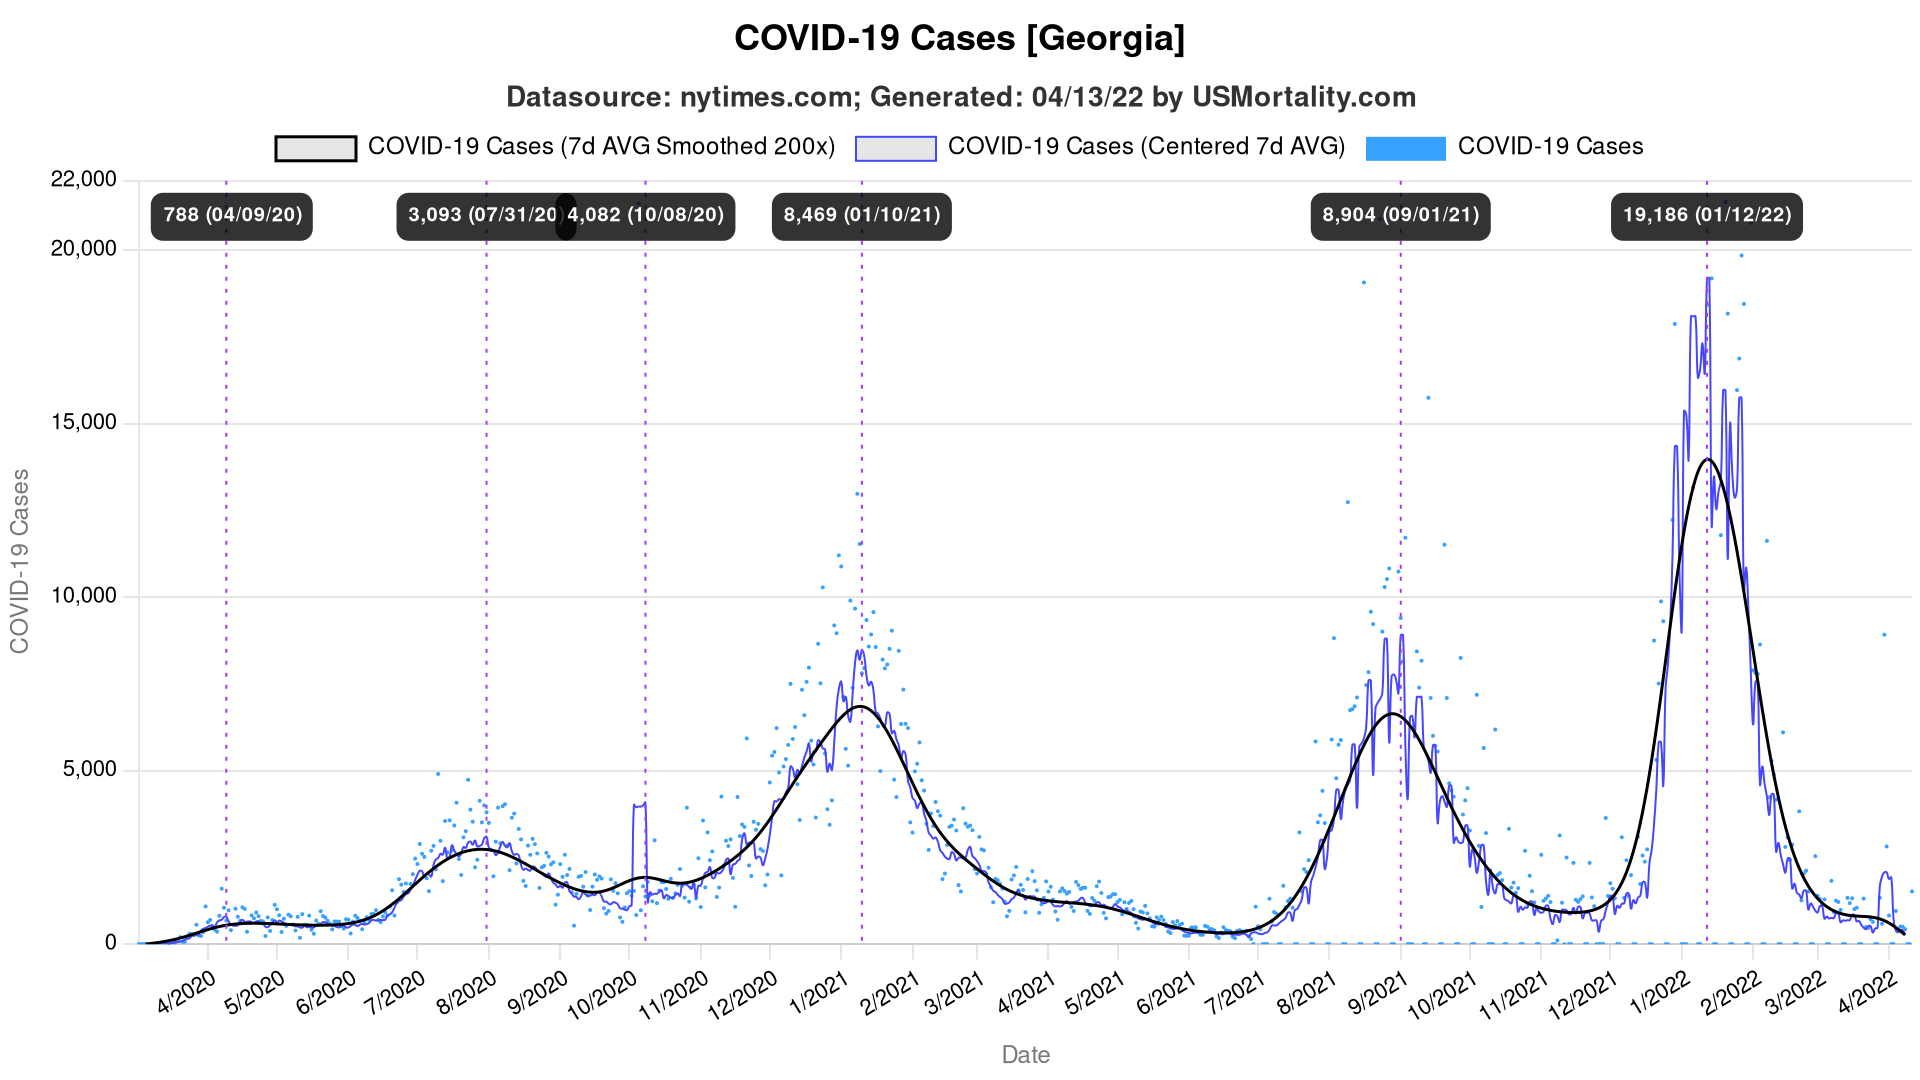 COVID-19 Cases [Georgia]
Datasource: nytimes.com; Generated: 04/13/22 by USMortality.com
COVID-19 Cases (7d AVG Smoothed 200x) COVID-19 Cases (Centered 7d AVG) COVID-19 Cases
22,000
788 (04/09/20) 3,093 (07/31/20) 4,082 (10/08/20) 8,469 (01/10/21) 8,904 (09/01/21) 19,186 (01/12/22)
20,000
15,000
10,000
5,000
0
COVID-19 Cases
4/2020 5/2020 6/2020 7/2020 8/2020 9/2020 10/2020 11/2020 12/2020 1/2021 2/2021 3/2021 4/2021 5/2021 6/2021 7/2021 8/2021 9/2021 10/2021 11/2021 12/2021 1/2022 2/2022 3/2022 4/2022
Date